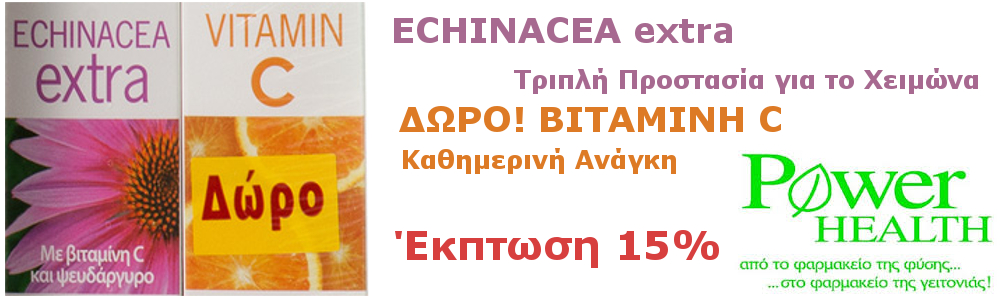 ECHINACEA
extra
Με βιταμίνη C
και ψευδάργυρο
VITAMIN
C
Δώρο
ECHINACEA extra
Τριπλή Προστασία για το Χειμώνα
ΔΩΡΟ! ΒΙΤΑΜΙΝΗ C
Καθημερινή Ανάγκη
Έκπτωση 15%
Power
HEALTH
από το φαρμακείο της φύσης...
...στο φαρμακείο της γειτονιάς!